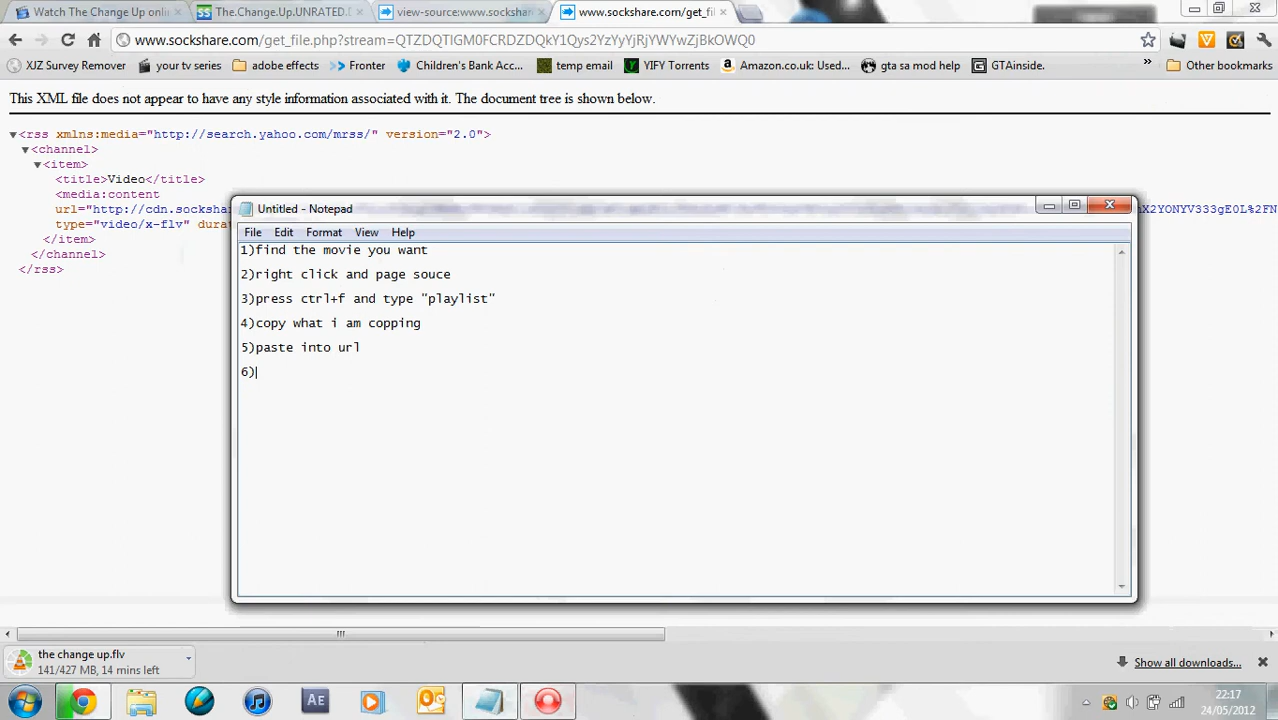 Watch The Change Up onlin
The.Change.Up.UNRATED.D
view-source:www.sockshar
www.sockshare.com/get_fil
www.sockshare.com/get_file.php?stream=
XJZ Survey Remover
your tv series
adobe effects
Fronter
Children's Bank Acc...
temp email
YIFY Torrents
Amazon.co.uk: Used...
gta sa mod help
GTAinside.
Other bookmarks
This XML file does not appear to have any style information associated with it. The document tree is shown below.
<rss xmlns:media="http://search.yahoo.com/mrss/" version="2.0">
<channel>
<item>
<title>Video</title>
<media:content
url="http://cdn.sockshar
type="video/x-flv" dura
</item>
</channel>
</rss>
Untitled - Notepad
File Edit Format View Help
1)find the movie you want
2)right click and page souce
3)press ctrl+f and type "playlist"
4)copy what i am copping
5)paste into url
6)
the change up.flv
141/427 MB, 14 mins left
Show all downloads...
22:17
24/05/2012